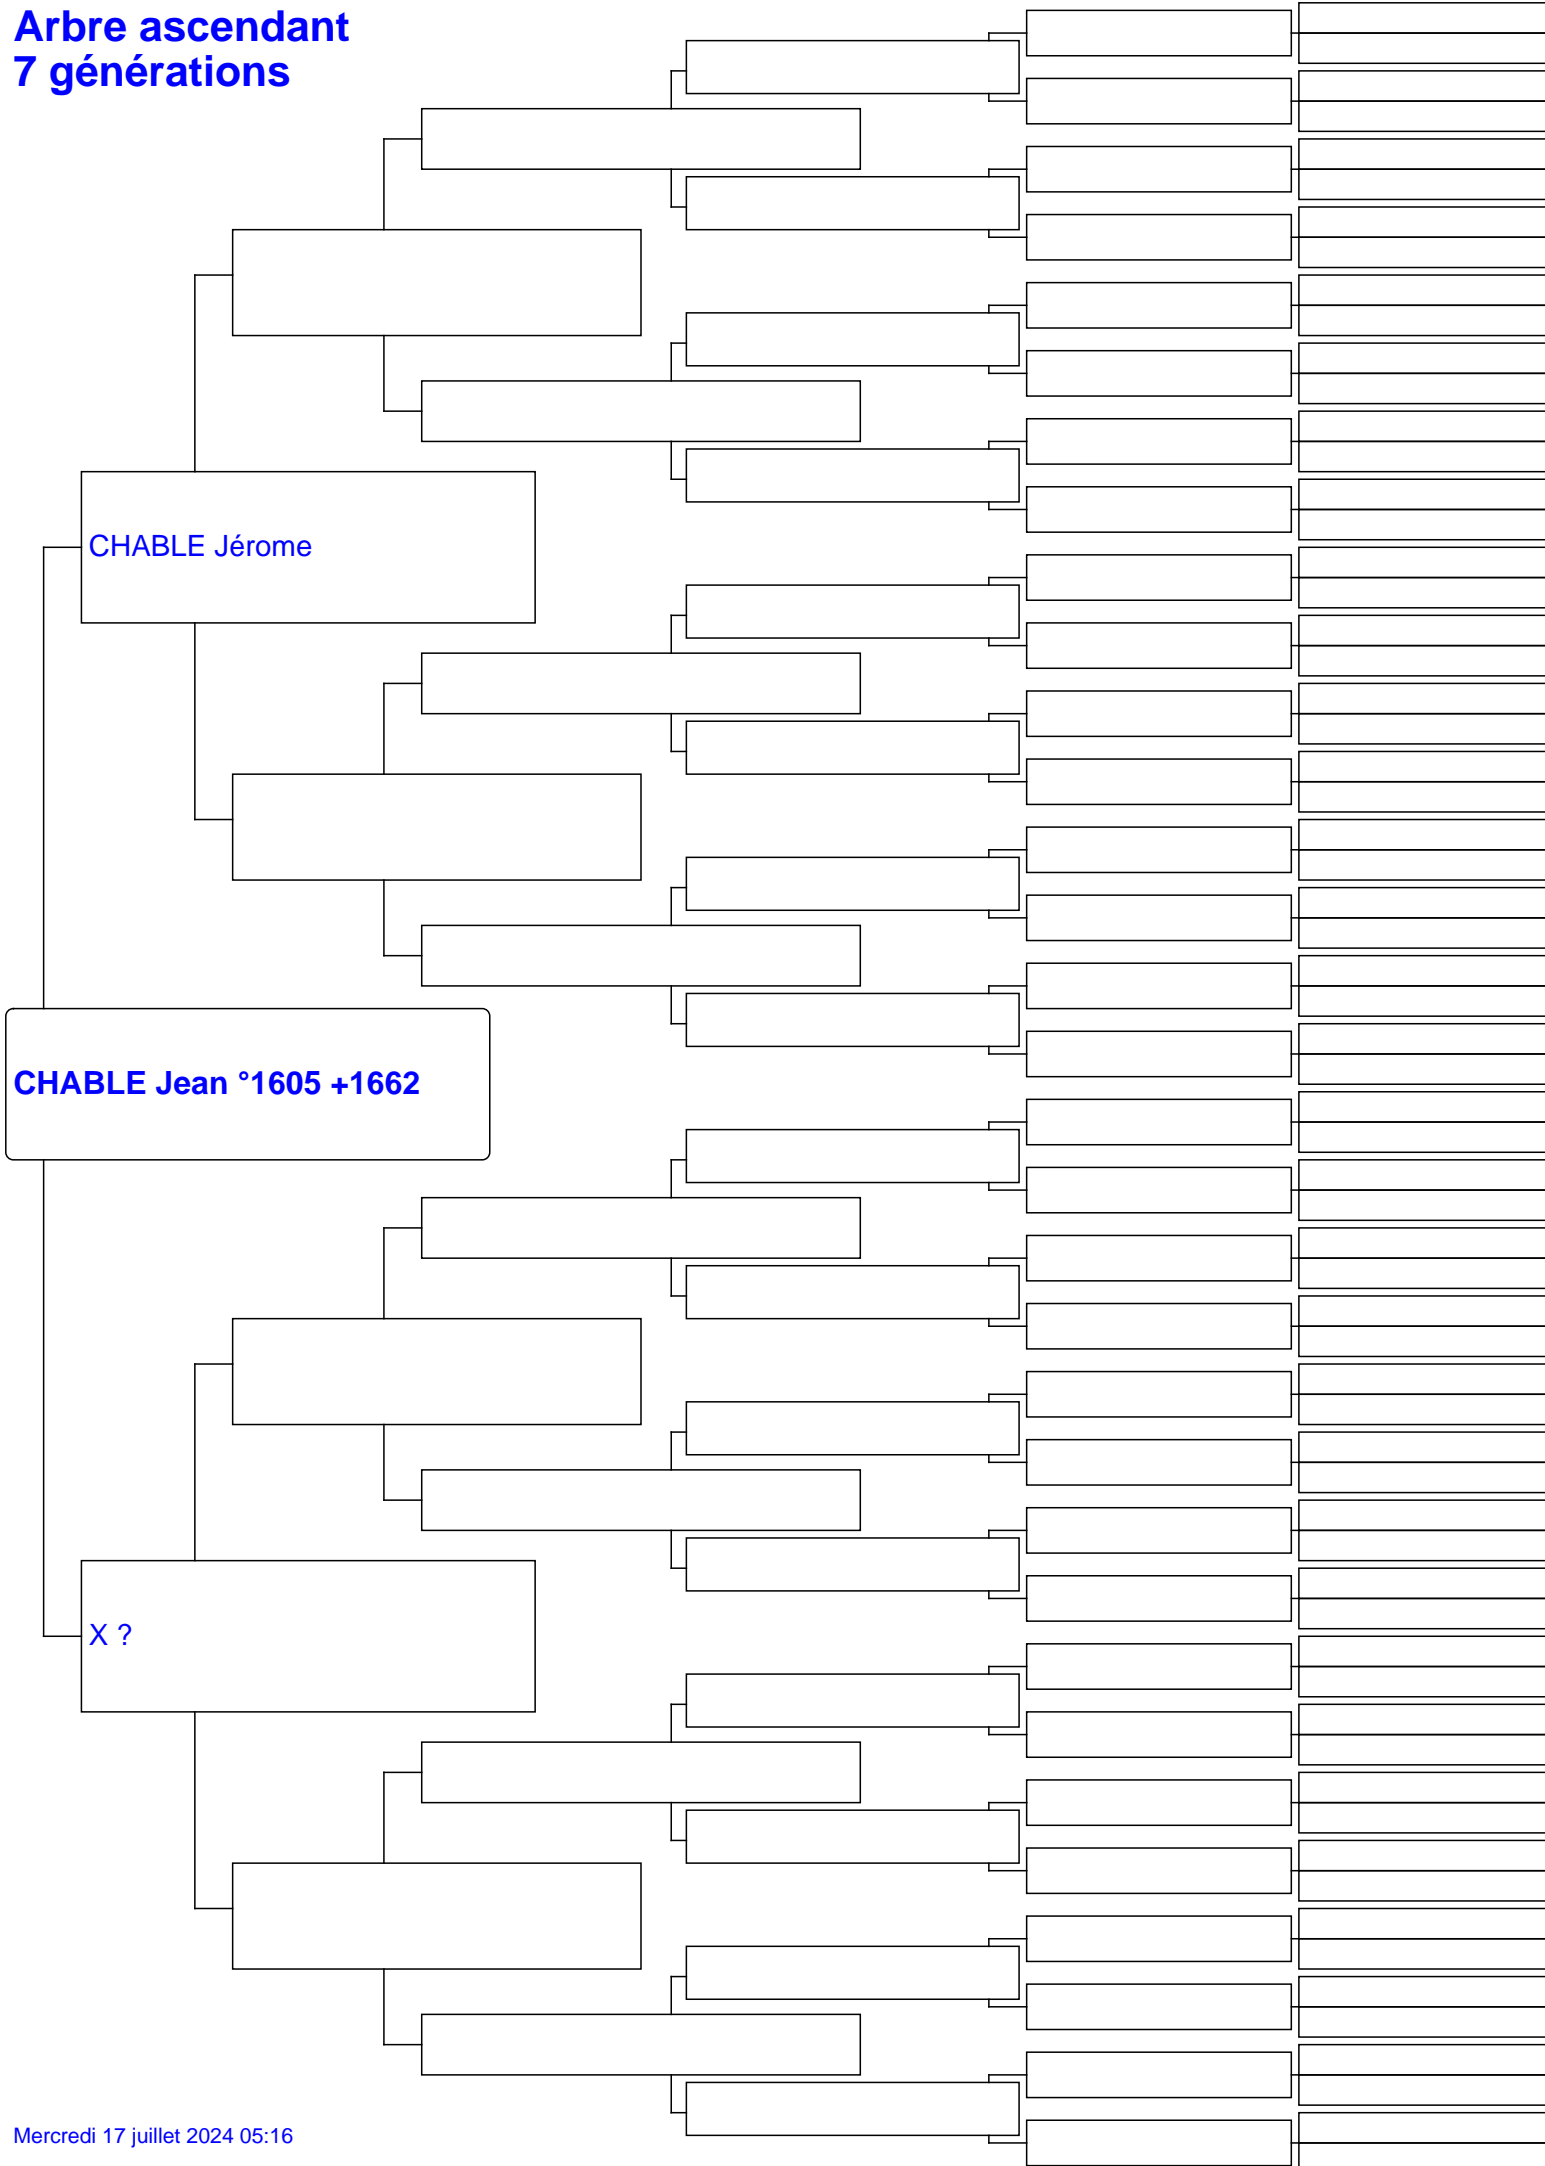 Arbre ascendant
7 générations
CHABLE Jérome
CHABLE Jean °1605 +1662
X ?
Mercredi 17 juillet 2024 05:16